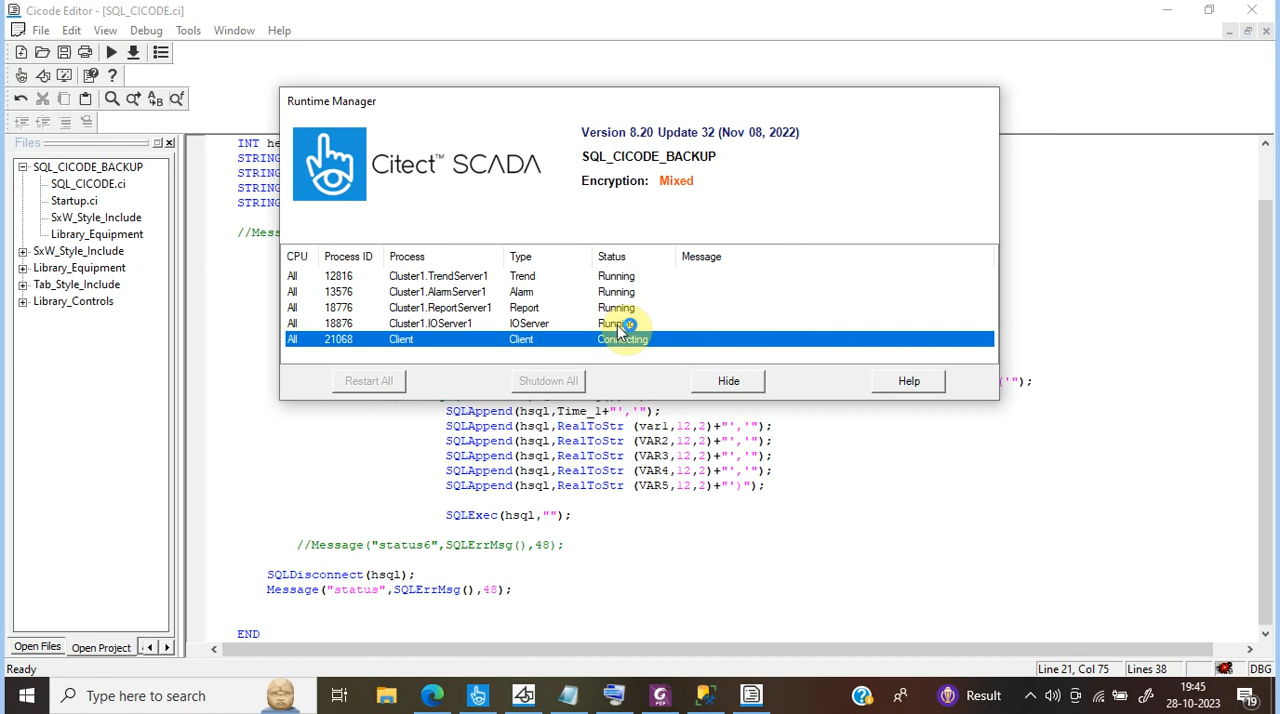 Cicode Editor - [SQL_CICODE.ci]
File Edit View Debug Tools Window Help
Files
SQL_CICODE_BACKUP
SQL_CICODE.ci
Startup.ci
SxW_Style_Include
Library_Equipment
SxW_Style_Include
Library_Equipment
Tab_Style_Include
Library_Controls
Open Files Open Project
INT he
STRING
STRING
STRING
STRING
//Mess
Runtime Manager
Citect™ SCADA
Version 8.20 Update 32 (Nov 08, 2022)
SQL_CICODE_BACKUP
Encryption: Mixed
CPU Process ID Process Type Status Message
All 12816 Cluster1.TrendServer1 Trend Running
All 13576 Cluster1.AlarmServer1 Alarm Running
All 18776 Cluster1.ReportServer1 Report Running
All 18876 Cluster1.IOServer1 IOServer
All 21068 Client Client Connecting
Restart All Shutdown All Hide Help
('");
SQLAppend(hsql,Time_1+"','");
SQLAppend(hsql,RealToStr (var1,12,2)+"','");
SQLAppend(hsql,RealToStr (VAR2,12,2)+"','");
SQLAppend(hsql,RealToStr (VAR3,12,2)+"','");
SQLAppend(hsql,RealToStr (VAR4,12,2)+"','");
SQLAppend(hsql,RealToStr (VAR5,12,2)+"')");
SQLExec(hsql,"");
//Message("status6",SQLErrMsg(),48);
SQLDisconnect(hsql);
Message("status",SQLErrMsg(),48);
END
Ready Line 21, Col 75 Lines 38 DBG
Type here to search Result 19:45
28-10-2023 19